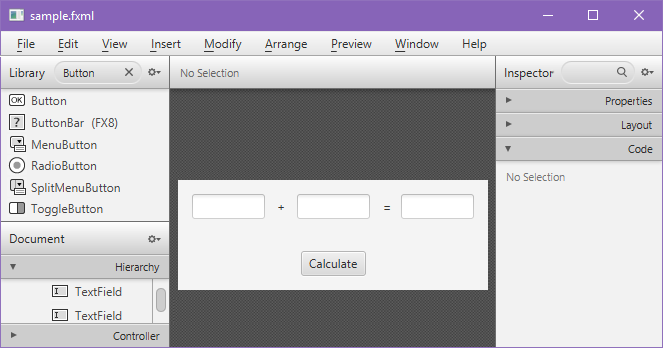 sample.fxml
File Edit View Insert Modify Arrange Preview Window Help
Library Button
No Selection
Inspector
OK Button
? ButtonBar (FX8)
MenuButton
RadioButton
SplitMenuButton
ToggleButton
Document
Hierarchy
TextField
TextField
Controller
+ =
Calculate
Properties
Layout
Code
No Selection